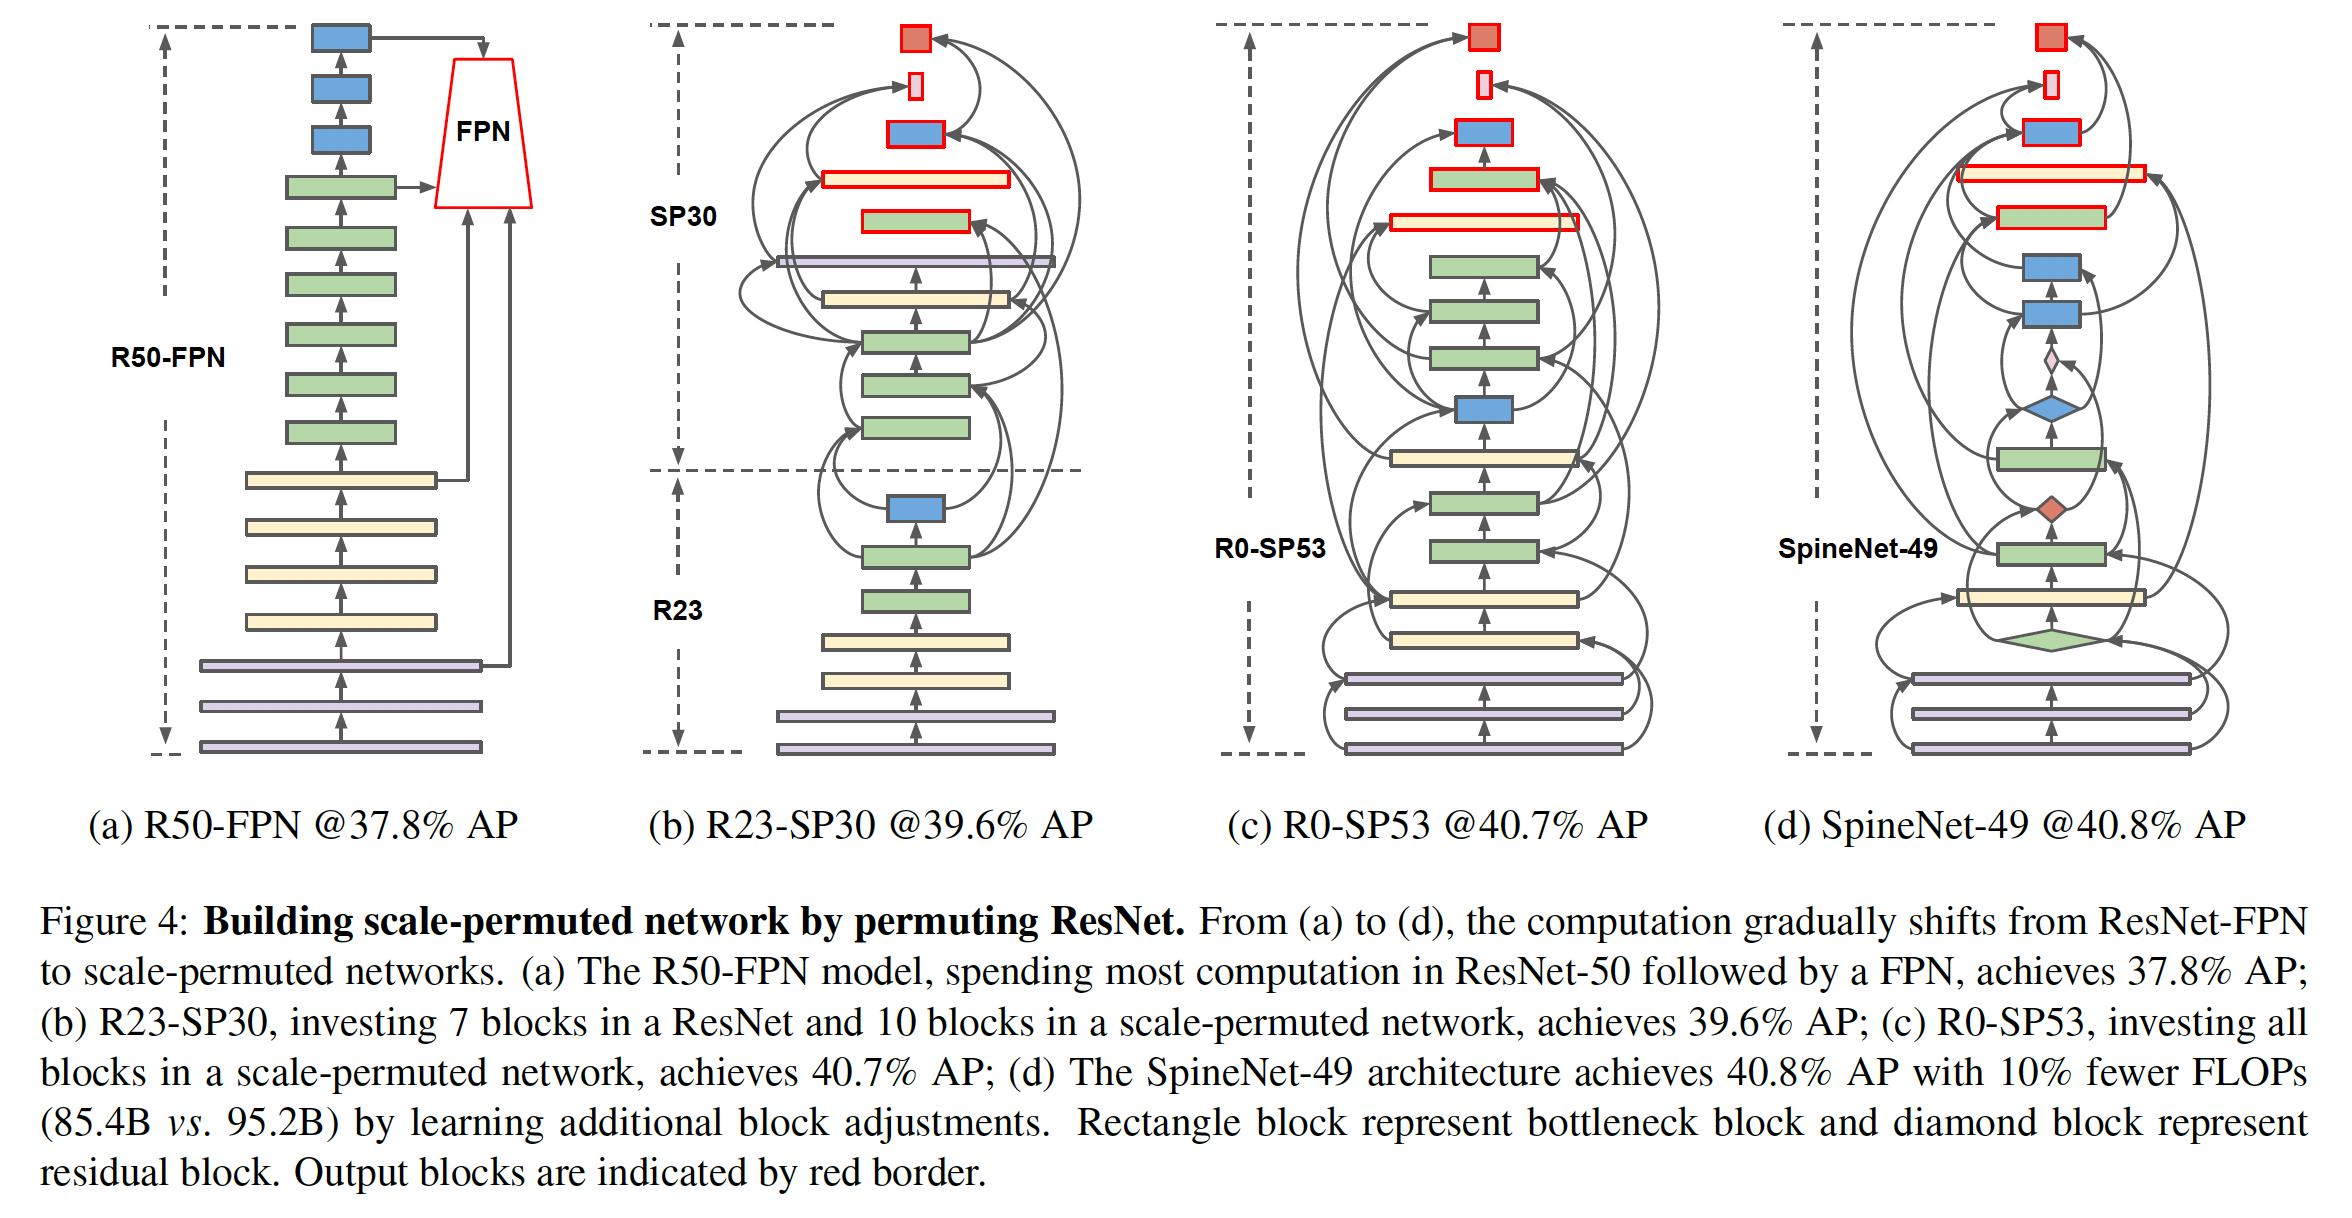 FPN
R50-FPN
SP30
R23
R0-SP53
SpineNet-49
(a) R50-FPN @37.8% AP
(b) R23-SP30 @39.6% AP
(c) R0-SP53 @40.7% AP
(d) SpineNet-49 @40.8% AP
Figure 4: Building scale-permuted network by permuting ResNet. From (a) to (d), the computation gradually shifts from ResNet-FPN
to scale-permuted networks. (a) The R50-FPN model, spending most computation in ResNet-50 followed by a FPN, achieves 37.8% AP;
(b) R23-SP30, investing 7 blocks in a ResNet and 10 blocks in a scale-permuted network, achieves 39.6% AP; (c) R0-SP53, investing all
blocks in a scale-permuted network, achieves 40.7% AP; (d) The SpineNet-49 architecture achieves 40.8% AP with 10% fewer FLOPs
(85.4B vs. 95.2B) by learning additional block adjustments. Rectangle block represent bottleneck block and diamond block represent
residual block. Output blocks are indicated by red border.